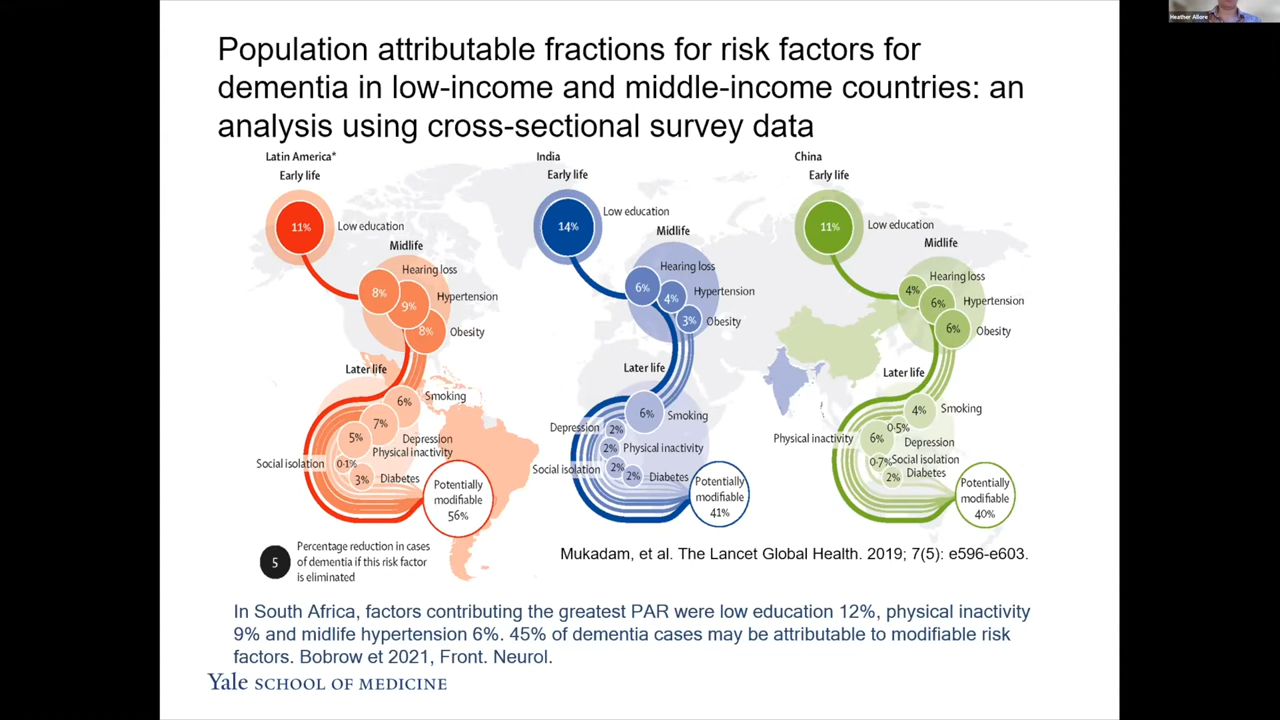 Heather Allore
Population attributable fractions for risk factors for
dementia in low-income and middle-income countries: an
analysis using cross-sectional survey data
Latin America*
Early life
11%
Low education
Midlife
Hearing loss
8%
Hypertension
9%
8%
Obesity
Later life
6%
Smoking
7%
Depression
5%
Physical inactivity
Social isolation
0·1%
3%
Diabetes
Potentially
modifiable
56%
India
Early life
14%
Low education
Midlife
Hearing loss
6%
Hypertension
4%
3%
Obesity
Later life
6%
Smoking
Depression
2%
2%
Physical inactivity
Social isolation
2%
2%
Diabetes
Potentially
modifiable
41%
China
Early life
11%
Low education
Midlife
Hearing loss
4%
Hypertension
6%
6%
Obesity
Later life
4%
Smoking
0·5%
Physical inactivity
6%
Depression
0·7%
Social isolation
Diabetes
2%
Potentially
modifiable
40%
5
Percentage reduction in cases
of dementia if this risk factor
is eliminated
Mukadam, et al. The Lancet Global Health. 2019; 7(5): e596-e603.
In South Africa, factors contributing the greatest PAR were low education 12%, physical inactivity
9% and midlife hypertension 6%. 45% of dementia cases may be attributable to modifiable risk
factors. Bobrow et 2021, Front. Neurol.
Yale SCHOOL OF MEDICINE